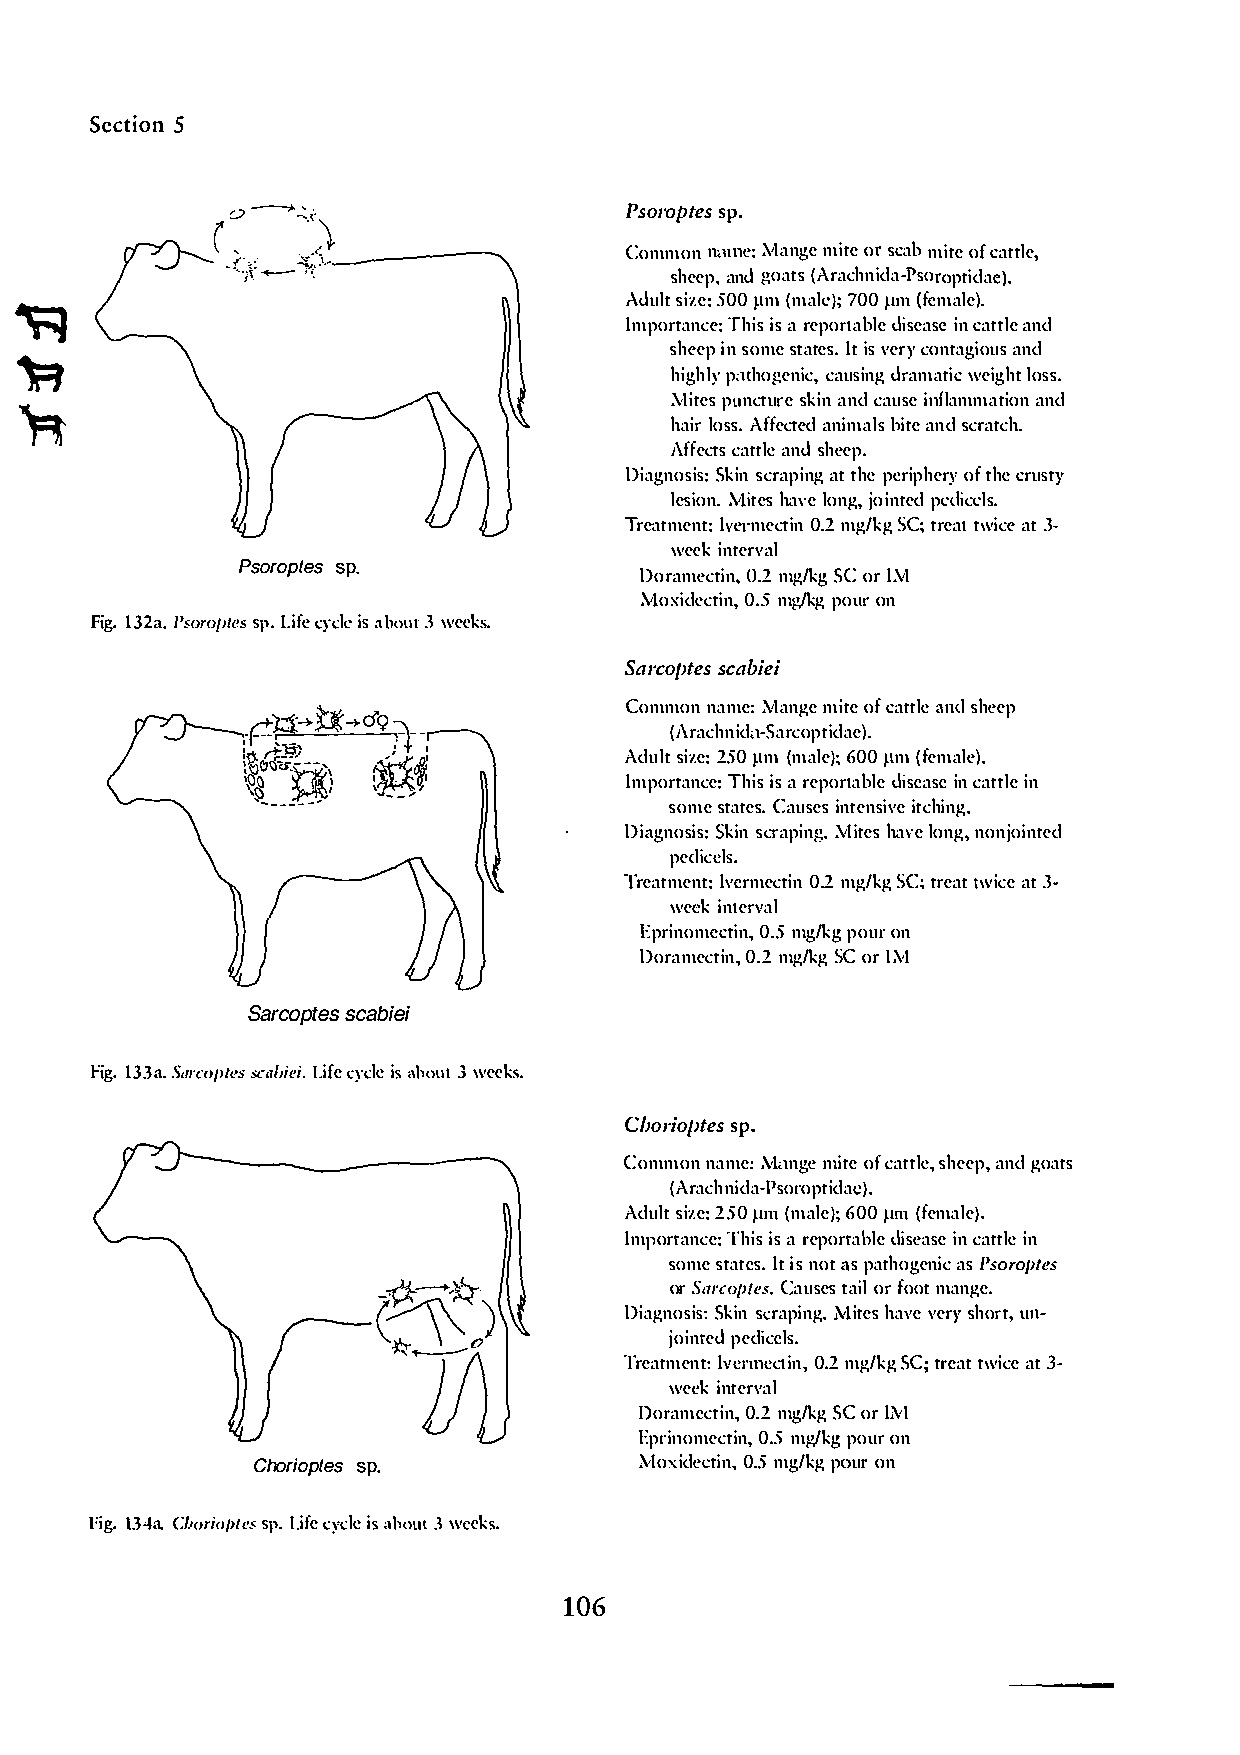 Section 5
Psoroptes sp.
Fig. 132a. Psoroptes sp. Life cycle is about 3 weeks.
Psoroptes sp.
Common name: Mange mite or scab mite of cattle,
sheep, and goats (Arachnida-Psoroptidae).
Adult size: 500 µm (male); 700 µm (female).
Importance: This is a reportable disease in cattle and
sheep in some states. It is very contagious and
highly pathogenic, causing dramatic weight loss.
Mites puncture skin and cause inflammation and
hair loss. Affected animals bite and scratch.
Affects cattle and sheep.
Diagnosis: Skin scraping at the periphery of the crusty
lesion. Mites have long, jointed pedicels.
Treatment: Ivermectin 0.2 mg/kg SC; treat twice at 3-
week interval
Doramectin, 0.2 mg/kg SC or IM
Moxidectin, 0.5 mg/kg pour on
♂♀
Sarcoptes scabiei
Fig. 133a. Sarcoptes scabiei. Life cycle is about 3 weeks.
Sarcoptes scabiei
Common name: Mange mite of cattle and sheep
(Arachnida-Sarcoptidae).
Adult size: 250 µm (male); 600 µm (female).
Importance: This is a reportable disease in cattle in
some states. Causes intensive itching.
Diagnosis: Skin scraping. Mites have long, nonjointed
pedicels.
Treatment: Ivermectin 0.2 mg/kg SC; treat twice at 3-
week interval
Eprinomectin, 0.5 mg/kg pour on
Doramectin, 0.2 mg/kg SC or IM
Chorioptes sp.
Fig. 134a. Chorioptes sp. Life cycle is about 3 weeks.
Chorioptes sp.
Common name: Mange mite of cattle, sheep, and goats
(Arachnida-Psoroptidae).
Adult size: 250 µm (male); 600 µm (female).
Importance: This is a reportable disease in cattle in
some states. It is not as pathogenic as Psoroptes
or Sarcoptes. Causes tail or foot mange.
Diagnosis: Skin scraping. Mites have very short, un-
jointed pedicels.
Treatment: Ivermectin, 0.2 mg/kg SC; treat twice at 3-
week interval
Doramectin, 0.2 mg/kg SC or IM
Eprinomectin, 0.5 mg/kg pour on
Moxidectin, 0.5 mg/kg pour on
106